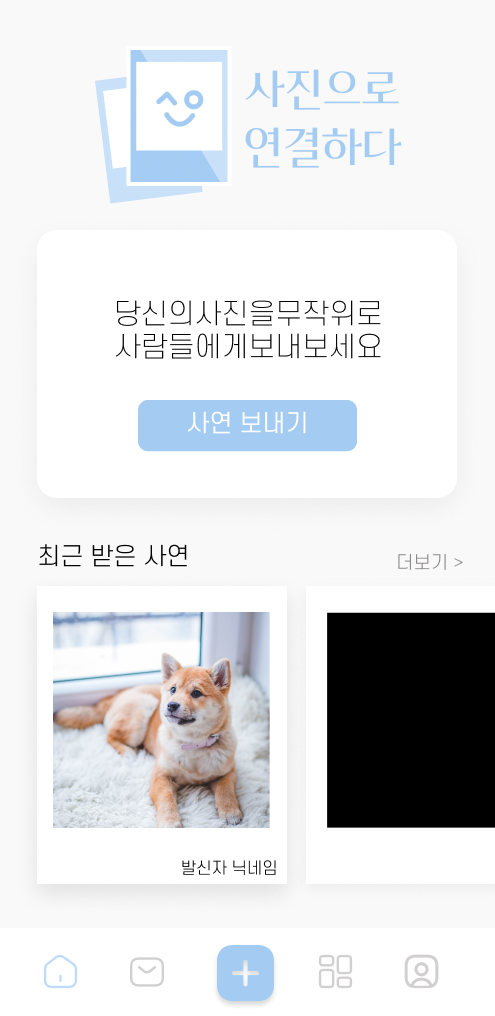 사진으로
연결하다
당신의사진을무작위로
사람들에게보내보세요
사연 보내기
최근 받은 사연
더보기 >
발신자 닉네임